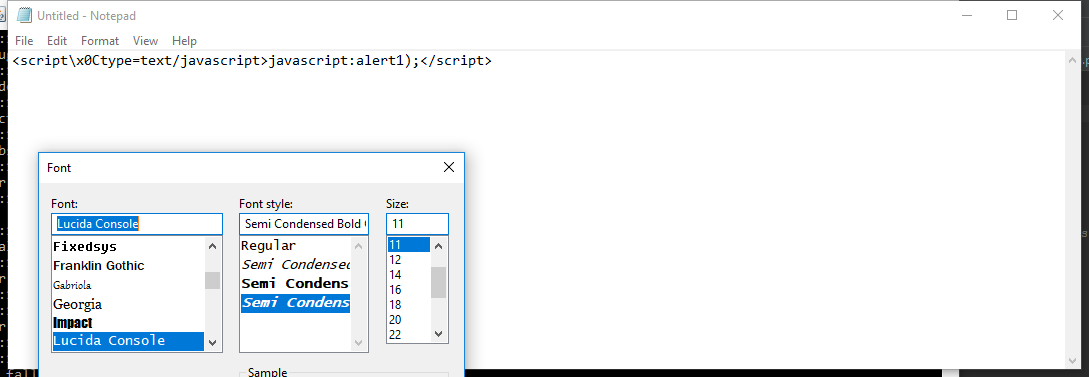 Untitled - Notepad
File Edit Format View Help
<script\x0Ctype=text/javascript>javascript:alert1);</script>
Font
Font: Font style: Size:
Lucida Console Semi Condensed Bold 11
Fixedsys Regular 11
Franklin Gothic Semi Condensed 12
Gabriola Semi Condens 14
Georgia Semi Condens 16
Impact 18
Lucida Console 20
22
Sample